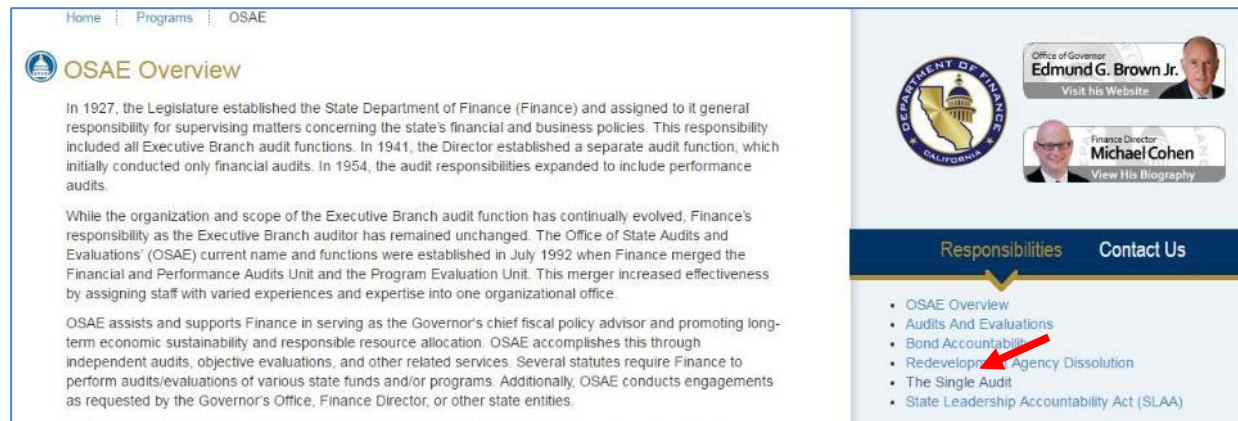 Home Programs OSAE
OSAE Overview
In 1927, the Legislature established the State Department of Finance (Finance) and assigned to it general
responsibility for supervising matters concerning the state's financial and business policies. This responsibility
included all Executive Branch audit functions. In 1941, the Director established a separate audit function, which
initially conducted only financial audits. In 1954, the audit responsibilities expanded to include performance
audits.
While the organization and scope of the Executive Branch audit function has continually evolved, Finance's
responsibility as the Executive Branch auditor has remained unchanged. The Office of State Audits and
Evaluations' (OSAE) current name and functions were established in July 1992 when Finance merged the
Financial and Performance Audits Unit and the Program Evaluation Unit. This merger increased effectiveness
by assigning staff with varied experiences and expertise into one organizational office.
OSAE assists and supports Finance in serving as the Governor's chief fiscal policy advisor and promoting long-
term economic sustainability and responsible resource allocation. OSAE accomplishes this through
independent audits, objective evaluations, and other related services. Several statutes require Finance to
perform audits/evaluations of various state funds and/or programs. Additionally, OSAE conducts engagements
as requested by the Governor's Office, Finance Director, or other state entities.
DEPARTMENT OF FINANCE
CALIFORNIA
Office of Governor
Edmund G. Brown Jr.
Visit his Website
Finance Director
Michael Cohen
View His Biography
Responsibilities Contact Us
OSAE Overview
Audits And Evaluations
Bond Accountability
Redevelopment Agency Dissolution
The Single Audit
State Leadership Accountability Act (SLAA)